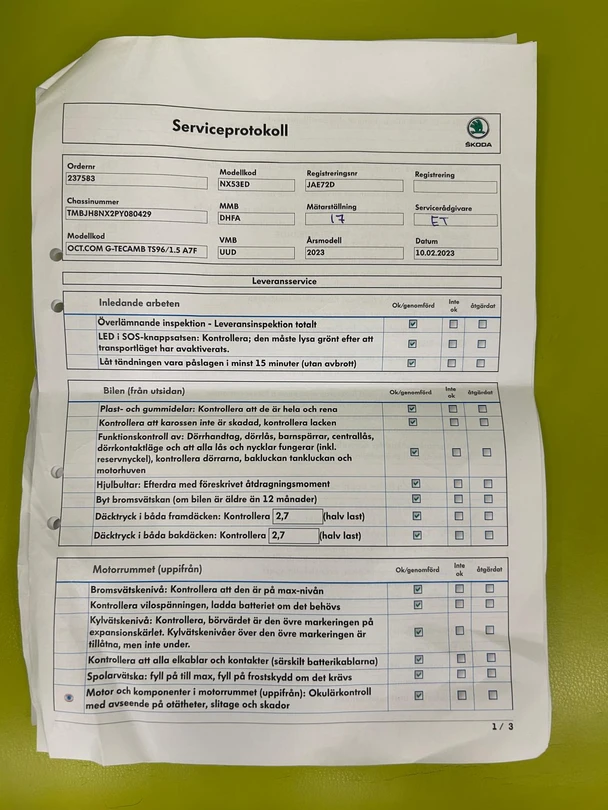 Serviceprotokoll
ŠKODA
Ordernr
237583
Modellkod
NX53ED
Registreringsnr
JAE72D
Registrering
Chassinummer
TMBJH8NX2PY080429
MMB
DHFA
Mätarställning
17
Servicerådgivare
ET
Modellkod
OCT.COM G-TECAMB TS96/1.5 A7F
VMB
UUD
Årsmodell
2023
Datum
10.02.2023
Leveransservice
Inledande arbeten Ok/genomförd Inte ok åtgärdat
Överlämnande inspektion - Leveransinspektion totalt
LED i SOS-knappsatsen: Kontrollera; den måste lysa grönt efter att
transportläget har avaktiverats.
Låt tändningen vara påslagen i minst 15 minuter (utan avbrott)
Bilen (från utsidan) Ok/genomförd Inte ok åtgärdat
Plast- och gummidelar: Kontrollera att de är hela och rena
Kontrollera att karossen inte är skadad, kontrollera lacken
Funktionskontroll av: Dörrhandtag, dörrlås, barnspärrar, centrallås,
dörrkontaktläge och att alla lås och nycklar fungerar (inkl.
reservnyckel), kontrollera dörrarna, bakluckan tankluckan och
motorhuven
Hjulbultar: Efterdra med föreskrivet åtdragningsmoment
Byt bromsvätskan (om bilen är äldre än 12 månader)
Däcktryck i båda framdäcken: Kontrollera 2,7 (halv last)
Däcktryck i båda bakdäcken: Kontrollera 2,7 (halv last)
Motorrummet (uppifrån) Ok/genomförd Inte ok åtgärdat
Bromsvätskenivå: Kontrollera att den är på max-nivån
Kontrollera vilospänningen, ladda batteriet om det behövs
Kylvätskenivå: Kontrollera, börvärdet är den övre markeringen på
expansionskärlet. Kylvätskenivåer över den övre markeringen är
tillåtna, men inte under.
Kontrollera att alla elkablar och kontakter (särskilt batterikablarna)
Spolarvätska: fyll på till max, fyll på frostskydd om det krävs
Motor och komponenter i motorrummet (uppifrån): Okulärkontroll
med avseende på otätheter, slitage och skador
1 / 3